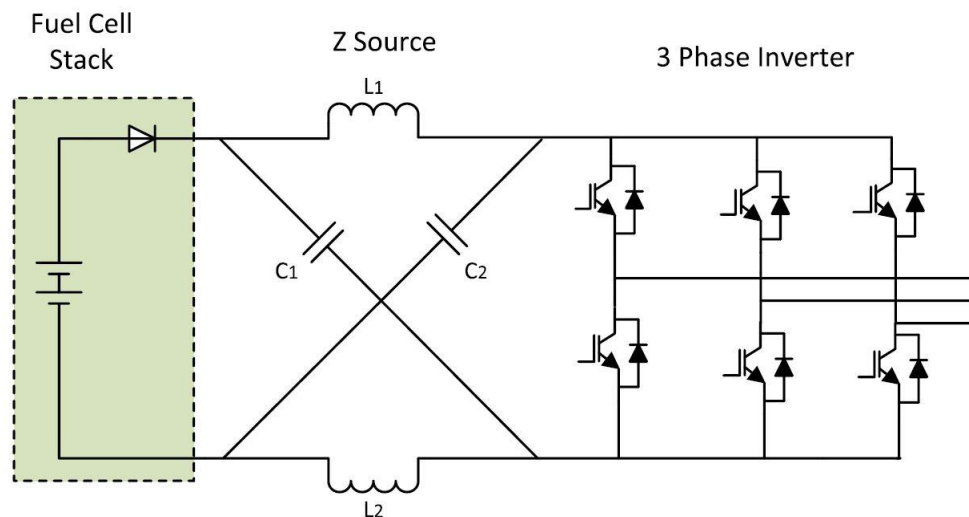 Fuel Cell
Stack
Z Source
3 Phase Inverter
L1
C1
C2
L2